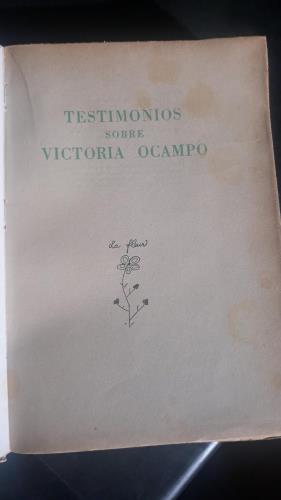 TESTIMONIOS
SOBRE
VICTORIA OCAMPO
La fleur